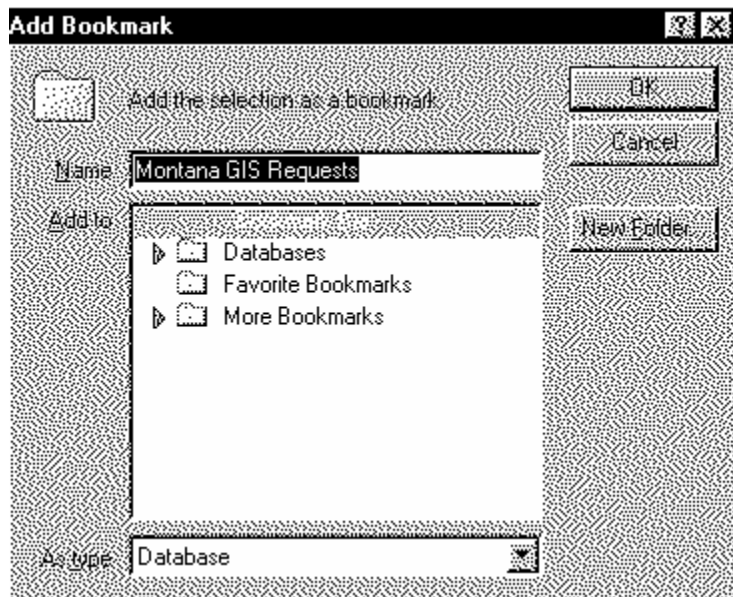 Add Bookmark
Add the selection as a bookmark.
OK
Cancel
Name
Montana GIS Requests
Add to
New Folder...
Databases
Favorite Bookmarks
More Bookmarks
As type
Database